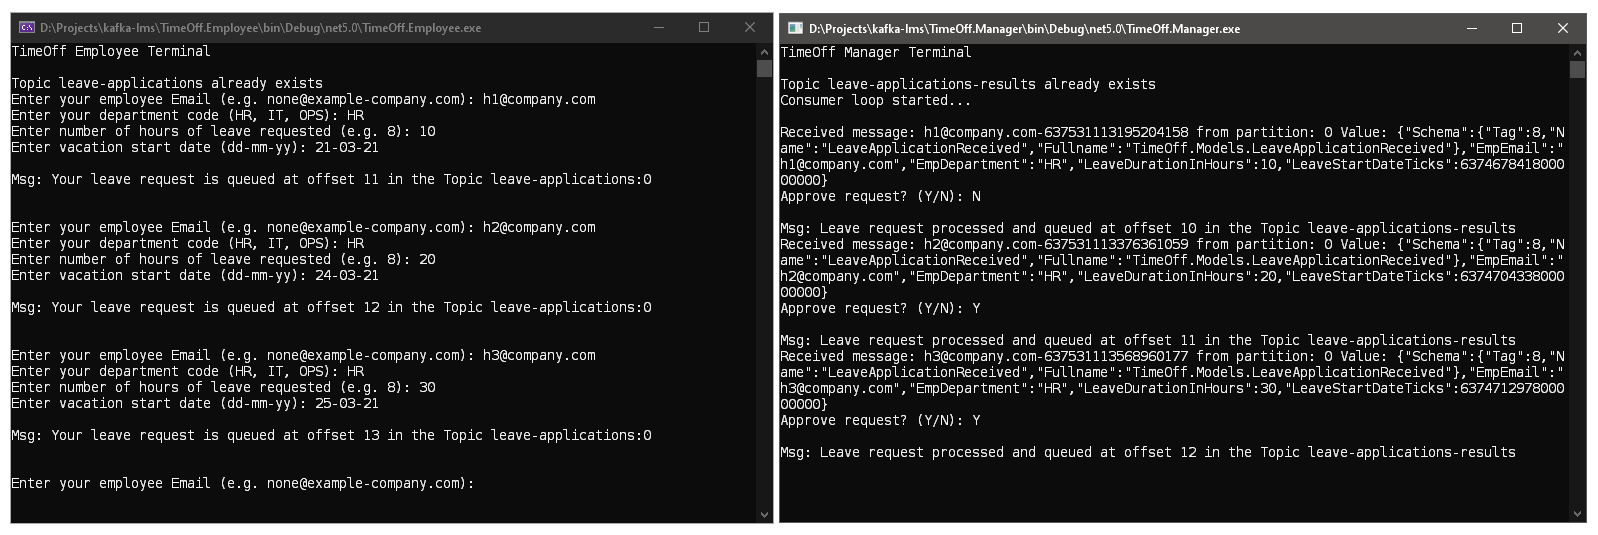 D:\Projects\kafka-lms\TimeOff.Employee\bin\Debug\net5.0\TimeOff.Employee.exe
TimeOff Employee Terminal
Topic leave-applications already exists
Enter your employee Email (e.g. none@example-company.com): h1@company.com
Enter your department code (HR, IT, OPS): HR
Enter number of hours of leave requested (e.g. 8): 10
Enter vacation start date (dd-mm-yy): 21-03-21
Msg: Your leave request is queued at offset 11 in the Topic leave-applications:0
Enter your employee Email (e.g. none@example-company.com): h2@company.com
Enter your department code (HR, IT, OPS): HR
Enter number of hours of leave requested (e.g. 8): 20
Enter vacation start date (dd-mm-yy): 24-03-21
Msg: Your leave request is queued at offset 12 in the Topic leave-applications:0
Enter your employee Email (e.g. none@example-company.com): h3@company.com
Enter your department code (HR, IT, OPS): HR
Enter number of hours of leave requested (e.g. 8): 30
Enter vacation start date (dd-mm-yy): 25-03-21
Msg: Your leave request is queued at offset 13 in the Topic leave-applications:0
Enter your employee Email (e.g. none@example-company.com):
D:\Projects\kafka-lms\TimeOff.Manager\bin\Debug\net5.0\TimeOff.Manager.exe
TimeOff Manager Terminal
Topic leave-applications-results already exists
Consumer loop started...
Received message: h1@company.com-637531113195204158 from partition: 0 Value: {"Schema":{"Tag":8,"N
ame":"LeaveApplicationReceived","Fullname":"TimeOff.Models.LeaveApplicationReceived"},"EmpEmail":"
h1@company.com","EmpDepartment":"HR","LeaveDurationInHours":10,"LeaveStartDateTicks":6374678418000
00000}
Approve request? (Y/N): N
Msg: Leave request processed and queued at offset 10 in the Topic leave-applications-results
Received message: h2@company.com-637531113376361059 from partition: 0 Value: {"Schema":{"Tag":8,"N
ame":"LeaveApplicationReceived","Fullname":"TimeOff.Models.LeaveApplicationReceived"},"EmpEmail":"
h2@company.com","EmpDepartment":"HR","LeaveDurationInHours":20,"LeaveStartDateTicks":6374704338000
00000}
Approve request? (Y/N): Y
Msg: Leave request processed and queued at offset 11 in the Topic leave-applications-results
Received message: h3@company.com-637531113568960177 from partition: 0 Value: {"Schema":{"Tag":8,"N
ame":"LeaveApplicationReceived","Fullname":"TimeOff.Models.LeaveApplicationReceived"},"EmpEmail":"
h3@company.com","EmpDepartment":"HR","LeaveDurationInHours":30,"LeaveStartDateTicks":6374712978000
00000}
Approve request? (Y/N): Y
Msg: Leave request processed and queued at offset 12 in the Topic leave-applications-results